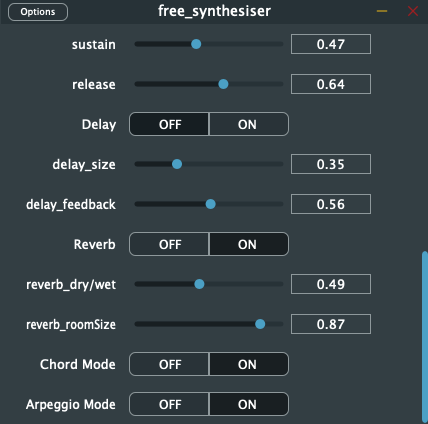 Options free_synthesiser
sustain 0.47
release 0.64
Delay OFF ON
delay_size 0.35
delay_feedback 0.56
Reverb OFF ON
reverb_dry/wet 0.49
reverb_roomSize 0.87
Chord Mode OFF ON
Arpeggio Mode OFF ON